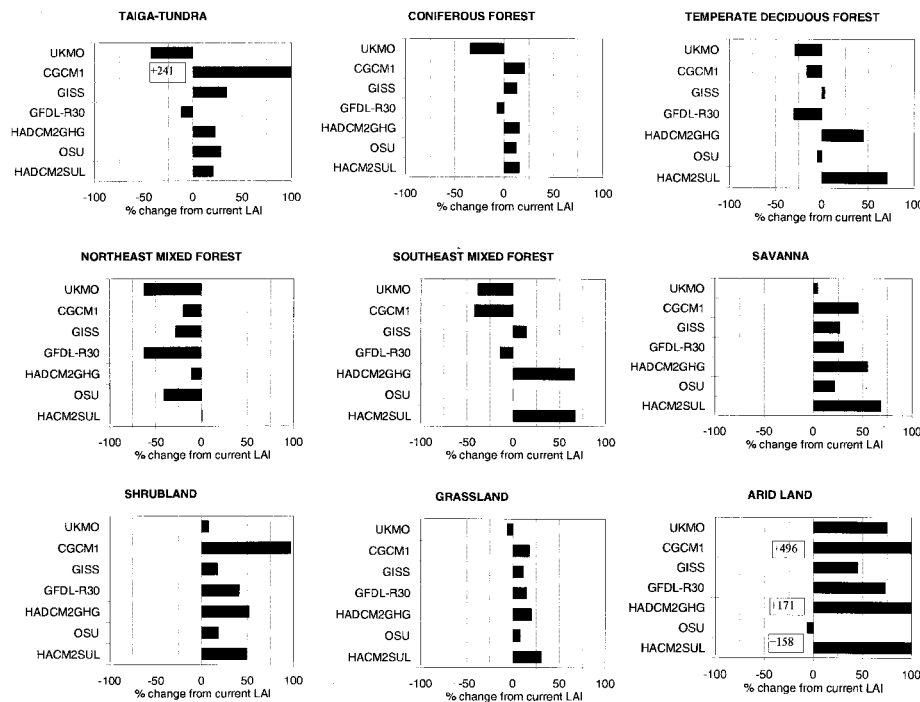 TAIGA-TUNDRA
UKMO
CGCM1
+241
GISS
GFDL-R30
HADCM2GHG
OSU
HADCM2SUL
-100 -50 0 50 100
% change from current LAI
CONIFEROUS FOREST
UKMO
CGCM1
GISS
GFDL-R30
HADCM2GHG
OSU
HACM2SUL
-100 -50 0 50 100
% change from current LAI
TEMPERATE DECIDUOUS FOREST
UKMO
CGCM1
GISS
GFDL-R30
HADCM2GHG
OSU
HACM2SUL
-100 -50 0 50 100
% change from current LAI
NORTHEAST MIXED FOREST
UKMO
CGCM1
GISS
GFDL-R30
HADCM2GHG
OSU
HACM2SUL
-100 -50 0 50 100
% change from current LAI
SOUTHEAST MIXED FOREST
UKMO
CGCM1
GISS
GFDL-R30
HADCM2GHG
OSU
HACM2SUL
-100 -50 0 50 100
% change from current LAI
SAVANNA
UKMO
CGCM1
GISS
GFDL-R30
HADCM2GHG
OSU
HACM2SUL
-100 -50 0 50 100
% change from current LAI
SHRUBLAND
UKMO
CGCM1
GISS
GFDL-R30
HADCM2GHG
OSU
HACM2SUL
-100 -50 0 50 100
% change from current LAI
GRASSLAND
UKMO
CGCM1
GISS
GFDL-R30
HADCM2GHG
OSU
HACM2SUL
-100 -50 0 50 100
% change from current LAI
ARID LAND
UKMO
CGCM1
+496
GISS
GFDL-R30
HADCM2GHG
+171
OSU
HACM2SUL
+158
-100 -50 0 50 100
% change from current LAI